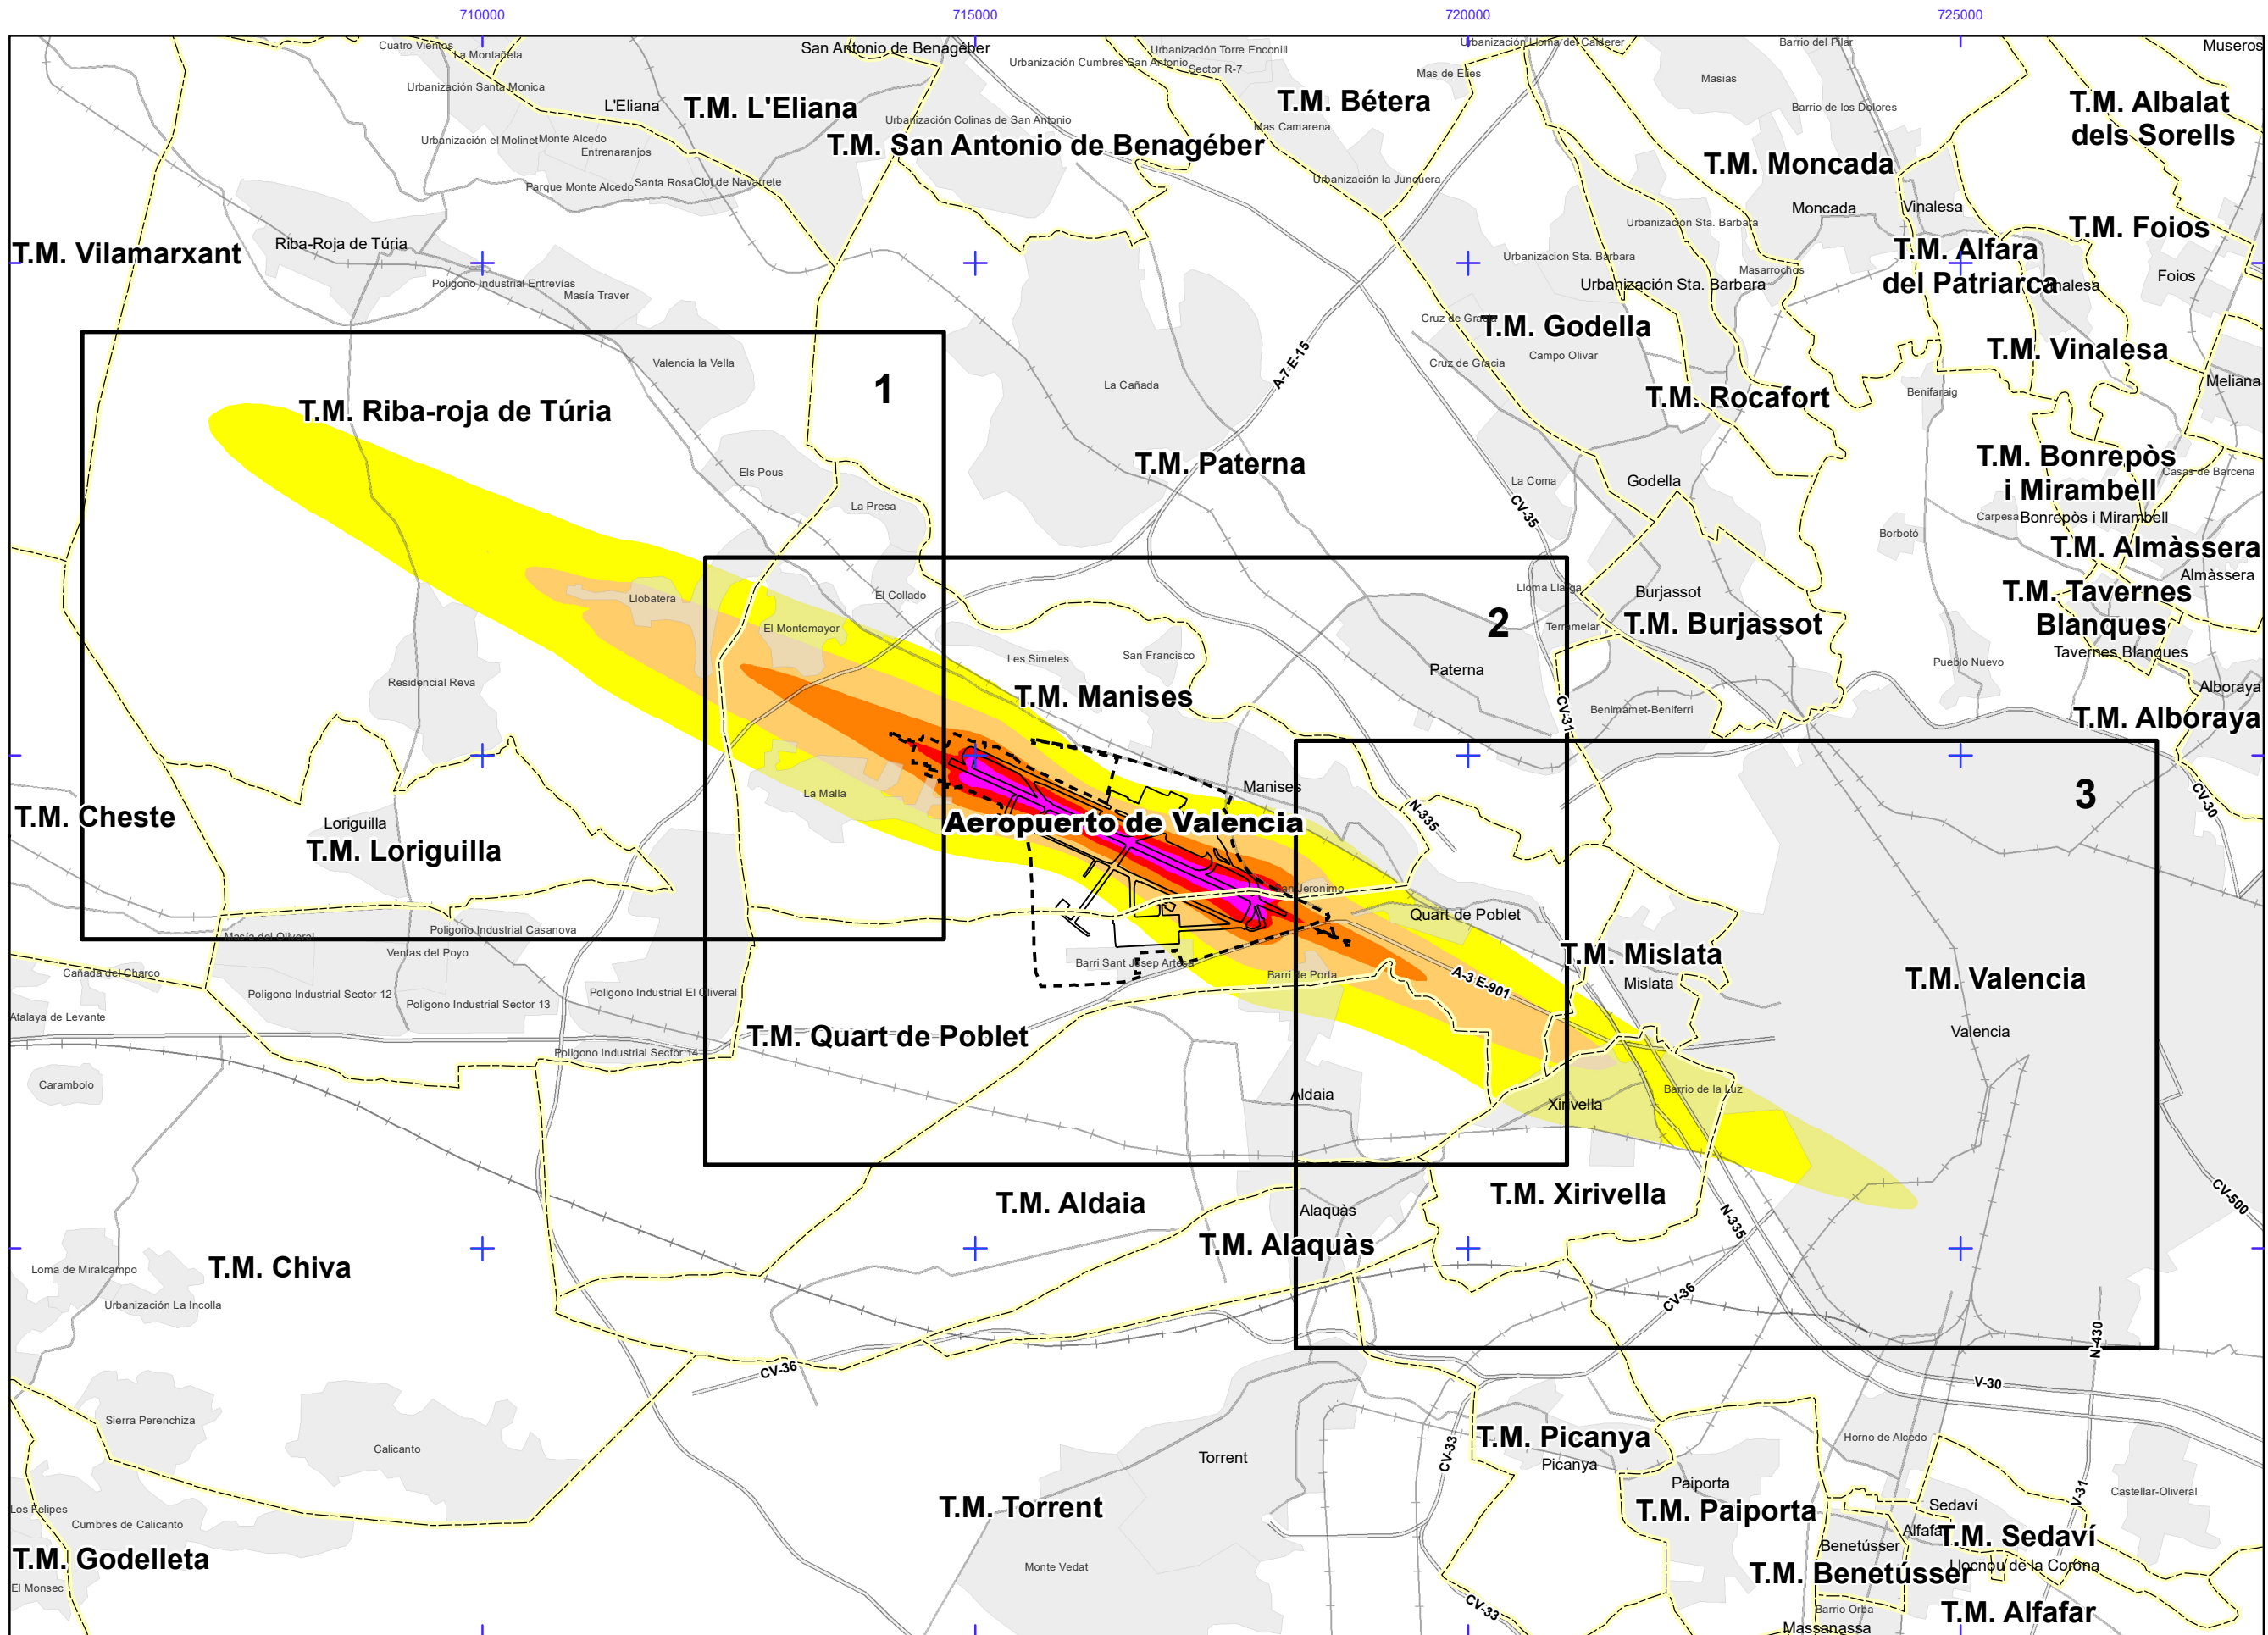 710000
715000
720000
725000
Cuatro Vientos
La Montañeta
San Antonio de Benagéber
Urbanización Torre Enconill
Urbanización Lloma del Calderer
Barrio del Pilar
Museros
Urbanización Cumbres San Antonio
Sector R-7
Mas de Elies
Masias
Urbanización Santa Monica
L'Eliana
T.M. L'Eliana
T.M. Bétera
Barrio de los Dolores
T.M. Albalat
dels Sorells
Urbanización Colinas de San Antonio
Mas Camarena
Urbanización el Molinet
Monte Alcedo
Entrenaranjos
T.M. San Antonio de Benagéber
T.M. Moncada
Parque Monte Alcedo
Santa Rosa
Clot de Navarrete
Urbanización la Junquera
Moncada
Vinalesa
Urbanización Sta. Barbara
T.M. Foios
T.M. Vilamarxant
Riba-Roja de Túria
Urbanizacion Sta. Bàrbara
T.M. Alfara
del Patriarca
Masarrochos
Foios
Poligono Industrial Entrevías
Masía Traver
Urbanización Sta. Barbara
Vinalesa
Cruz de Gracia
T.M. Godella
A-7-E-15
T.M. Vinalesa
Valencia la Vella
Cruz de Gracia
Campo Olivar
1
La Cañada
Meliana
T.M. Riba-roja de Túria
T.M. Rocafort
Benifaraig
T.M. Paterna
T.M. Bonrepòs
i Mirambell
Casas de Barcena
Els Pous
La Presa
La Coma
Godella
CV-35
Carpesa
Bonrepòs i Mirambell
Borbotó
T.M. Almàssera
Almàssera
Llobatera
El Collado
Lloma Llarga
Burjassot
T.M. Tavernes
Blanques
El Montemayor
2
Terramelar
T.M. Burjassot
Tavernes Blanques
Les Simetes
San Francisco
Paterna
Pueblo Nuevo
Residencial Reva
T.M. Manises
Alboraya
CV-31
Benimamet-Beniferri
T.M. Alboraya
La Malla
Manises
3
CV-30
T.M. Cheste
Loriguilla
T.M. Loriguilla
Aeropuerto de Valencia
N-335
San Jeronimo
Quart de Poblet
Masía del Oliveral
Poligono Industrial Casanova
Ventas del Poyo
T.M. Mislata
Mislata
T.M. Valencia
Cañada del Charco
Barri Sant Josep Artesà
Barri de Porta
A-3 E-901
Poligono Industrial Sector 12
Poligono Industrial Sector 13
Poligono Industrial El Oliveral
Atalaya de Levante
T.M. Quart de Poblet
Valencia
Poligono Industrial Sector 14
Carambolo
Aldaia
Xirivella
Barrio de la Luz
T.M. Aldaia
T.M. Xirivella
Alaquàs
N-335
CV-500
T.M. Alaquàs
T.M. Chiva
Loma de Miralcampo
Urbanización La Incolla
CV-36
N-430
CV-36
V-30
Sierra Perenchiza
Calicanto
Torrent
CV-33
T.M. Picanya
Picanya
Horno de Alcedo
Paiporta
Castellar-Oliveral
V-31
Los Felipes
Cumbres de Calicanto
T.M. Torrent
T.M. Paiporta
Sedaví
Alfafar
T.M. Sedaví
T.M. Godelleta
Benetússer
Llocnou de la Corona
Monte Vedat
T.M. Benetússer
El Monsec
CV-33
Barrio Orba
T.M. Alfafar
Massanassa